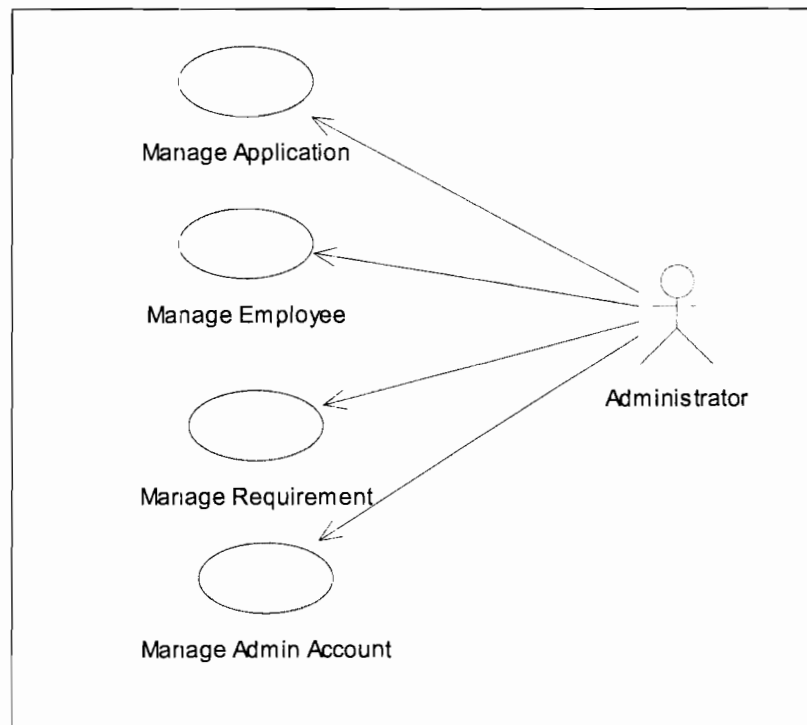 Manage Application
Manage Employee
Administrator
Manage Requirement
Manage Admin Account